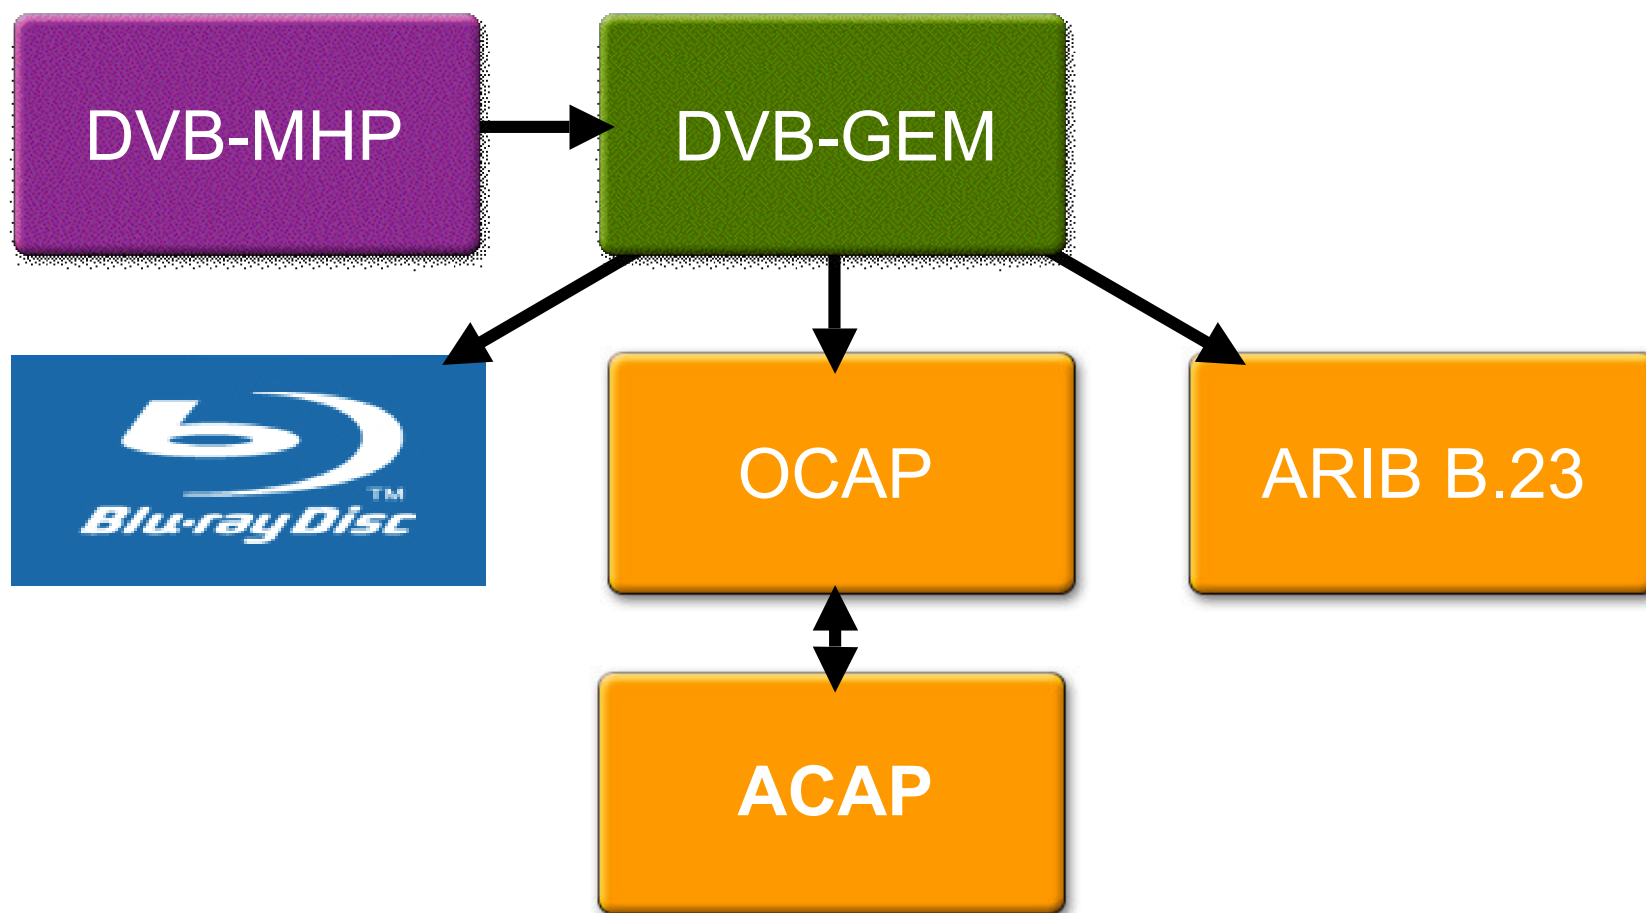 DVB-MHP
DVB-GEM
TM
Blu-ray Disc
OCAP
ARIB B.23
ACAP